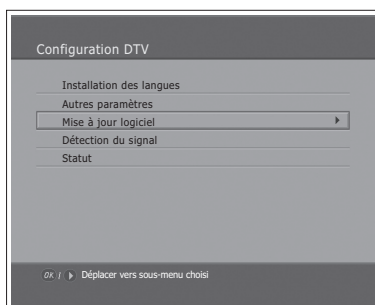 Configuration DTV
Installation des langues
Autres paramètres
Mise à jour logiciel
Détection du signal
Statut
OK / Déplacer vers sous-menu choisi